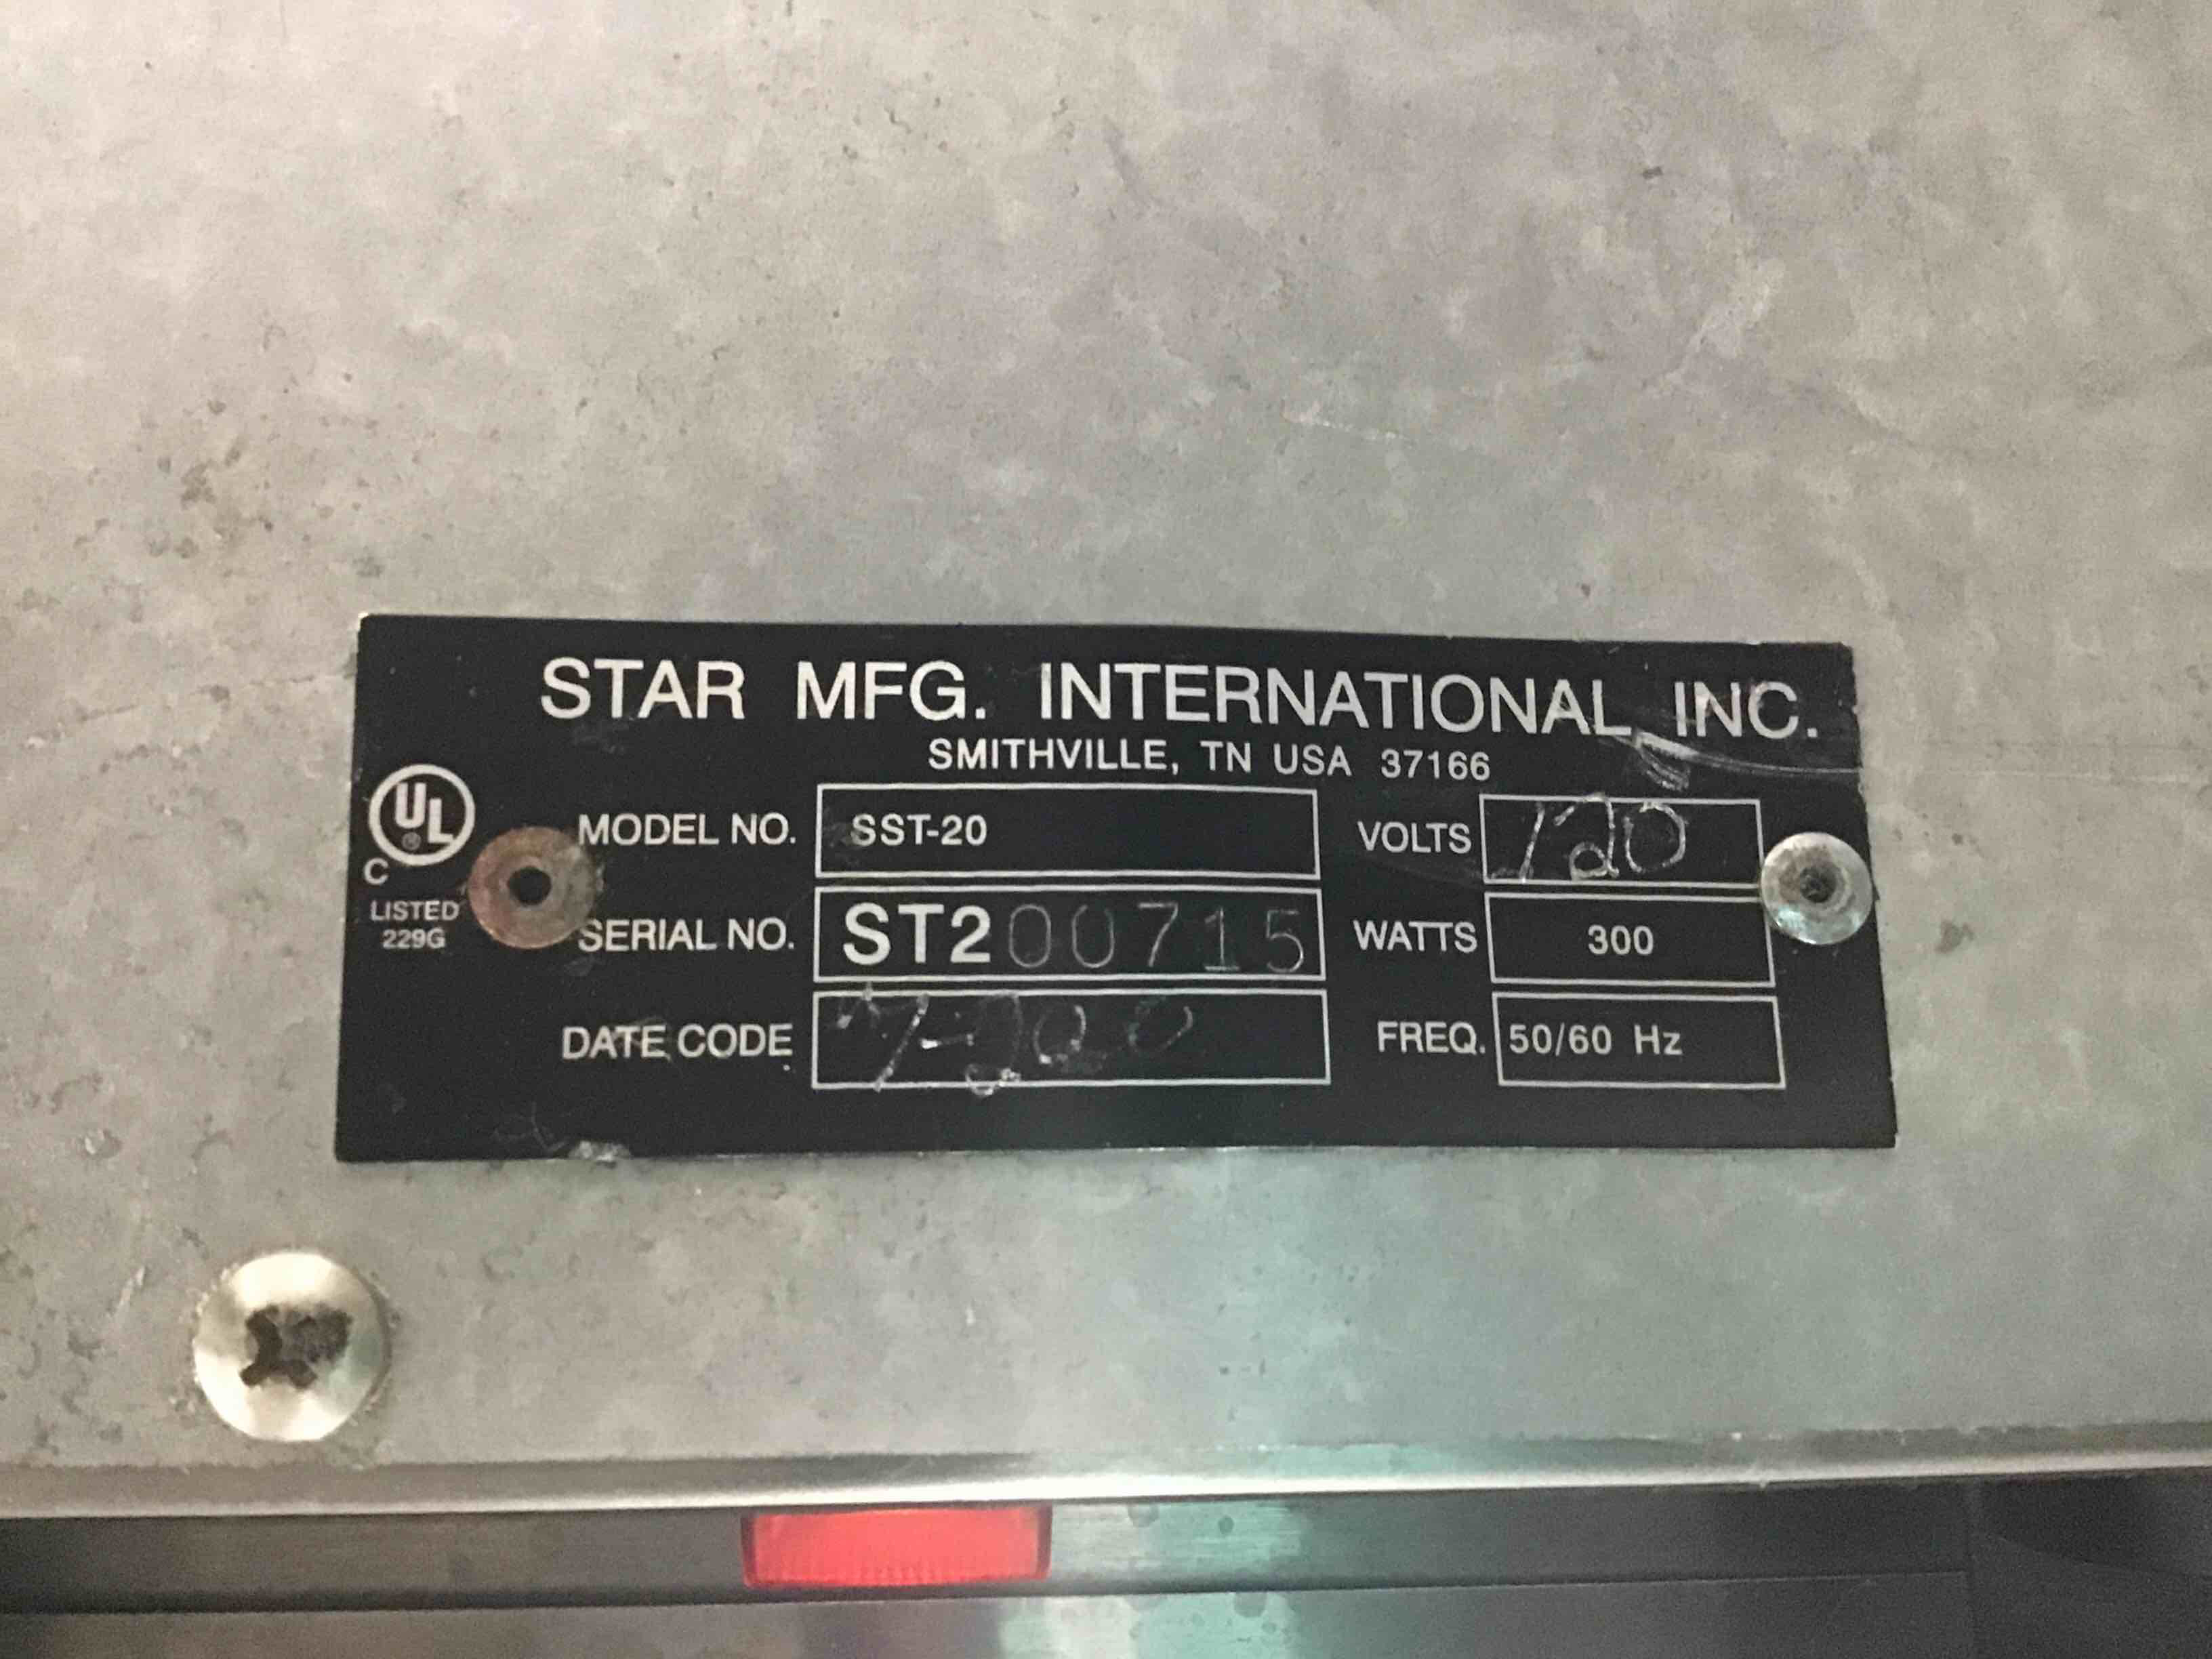 STAR MFG. INTERNATIONAL INC.
SMITHVILLE, TN USA 37166
UL
®
C
LISTED
229G
MODEL NO. SST-20
SERIAL NO. ST200715
DATE CODE
VOLTS 120
WATTS 300
FREQ. 50/60 Hz